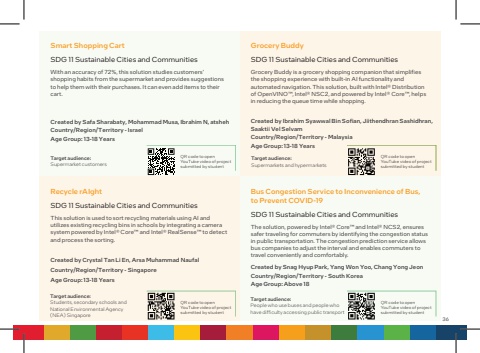 Smart Shopping Cart
SDG 11 Sustainable Cities and Communities
With an accuracy of 72%, this solution studies customers'
shopping habits from the supermarket and provides suggestions
to help them with their purchases. It can even add items to their
cart.
Created by Safa Sharabaty, Mohammad Musa, Ibrahim N, atsheh
Country/Region/Territory - Israel
Age Group: 13-18 Years
Target audience:
Supermarket customers
QR code to open
YouTube video of project
submitted by student
Grocery Buddy
SDG 11 Sustainable Cities and Communities
Grocery Buddy is a grocery shopping companion that simplifies
the shopping experience with built-in AI functionality and
automated navigation. This solution, built with Intel® Distribution
of OpenVINO™, Intel® NSC2, and powered by Intel® Core™, helps
in reducing the queue time while shopping.
Created by Ibrahim Syawwal Bin Sofian, Jithendhran Sashidhran,
Saaktii Vel Selvam
Country/Region/Territory - Malaysia
Age Group: 13-18 Years
Target audience:
Supermarkets and hypermarkets
QR code to open
YouTube video of project
submitted by student
Recycle rAIght
SDG 11 Sustainable Cities and Communities
This solution is used to sort recycling materials using AI and
utilizes existing recycling bins in schools by integrating a camera
system powered by Intel® Core™ and Intel® RealSense™ to detect
and process the sorting.
Created by Crystal Tan Li En, Arsa Muhammad Naufal
Country/Region/Territory - Singapore
Age Group: 13-18 Years
Target audience:
Students, secondary schools and
National Environmental Agency
(NEA) Singapore
QR code to open
YouTube video of project
submitted by student
Bus Congestion Service to Inconvenience of Bus,
to Prevent COVID-19
SDG 11 Sustainable Cities and Communities
The solution, powered by Intel® Core™ and Intel® NCS2, ensures
safer traveling for commuters by identifying the congestion status
in public transportation. The congestion prediction service allows
bus companies to adjust the interval and enables commuters to
travel conveniently and comfortably.
Created by Snag Hyup Park, Yang Won Yoo, Chang Yong Jeon
Country/Region/Territory - South Korea
Age Group: Above 18
Target audience:
People who use buses and people who
have difficulty accessing public transport
QR code to open
YouTube video of project
submitted by student
36